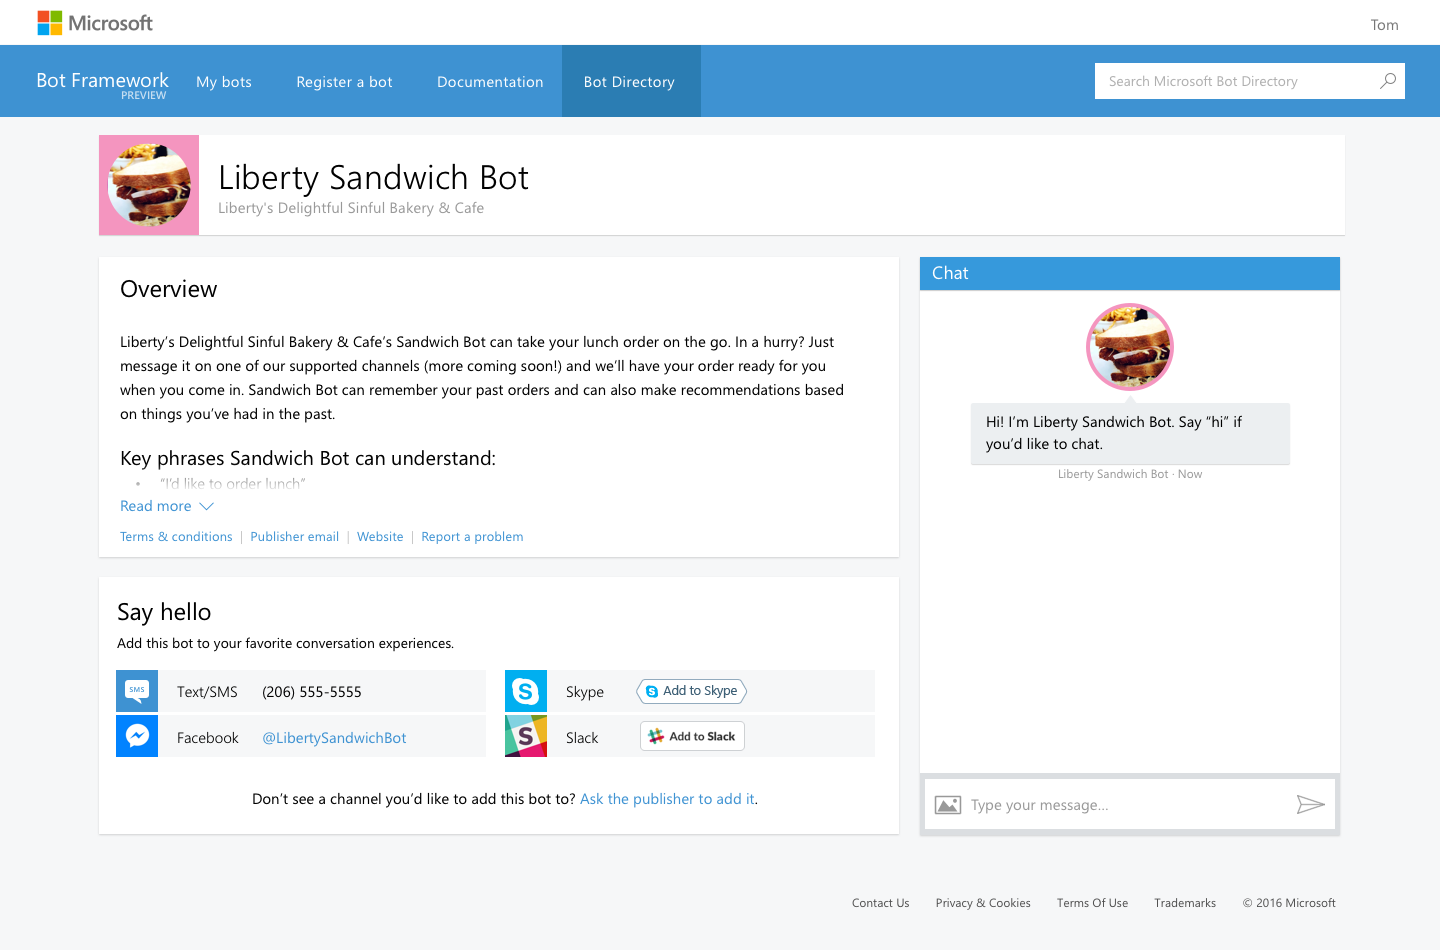 Microsoft
Tom
Bot Framework
PREVIEW
My bots
Register a bot
Documentation
Bot Directory
Search Microsoft Bot Directory
Liberty Sandwich Bot
Liberty's Delightful Sinful Bakery & Cafe
Overview
Liberty’s Delightful Sinful Bakery & Cafe’s Sandwich Bot can take your lunch order on the go. In a hurry? Just
message it on one of our supported channels (more coming soon!) and we’ll have your order ready for you
when you come in. Sandwich Bot can remember your past orders and can also make recommendations based
on things you’ve had in the past.
Key phrases Sandwich Bot can understand:
• “I’d like to order lunch”
Read more
Terms & conditions | Publisher email | Website | Report a problem
Say hello
Add this bot to your favorite conversation experiences.
SMS
Text/SMS
(206) 555-5555
Skype
Add to Skype
Facebook
@LibertySandwichBot
Slack
Add to Slack
Don’t see a channel you’d like to add this bot to? Ask the publisher to add it.
Chat
Hi! I’m Liberty Sandwich Bot. Say “hi” if
you’d like to chat.
Liberty Sandwich Bot · Now
Type your message...
Contact Us
Privacy & Cookies
Terms Of Use
Trademarks
© 2016 Microsoft